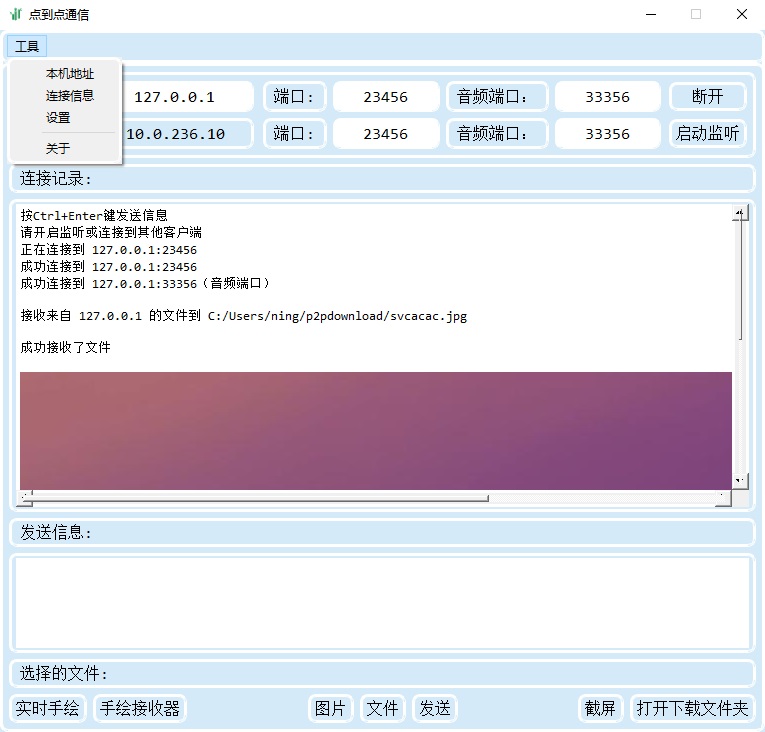 点到点通信
工具
本机地址
连接信息
设置
关于
127.0.0.1 端口: 23456 音频端口: 33356 断开
10.0.236.10 端口: 23456 音频端口: 33356 启动监听
连接记录:
按Ctrl+Enter键发送信息
请开启监听或连接到其他客户端
正在连接到 127.0.0.1:23456
成功连接到 127.0.0.1:23456
成功连接到 127.0.0.1:33356（音频端口）
接收来自 127.0.0.1 的文件到 C:/Users/ning/p2pdownload/svcacac.jpg
成功接收了文件
发送信息:
选择的文件:
实时手绘 手绘接收器 图片 文件 发送 截屏 打开下载文件夹